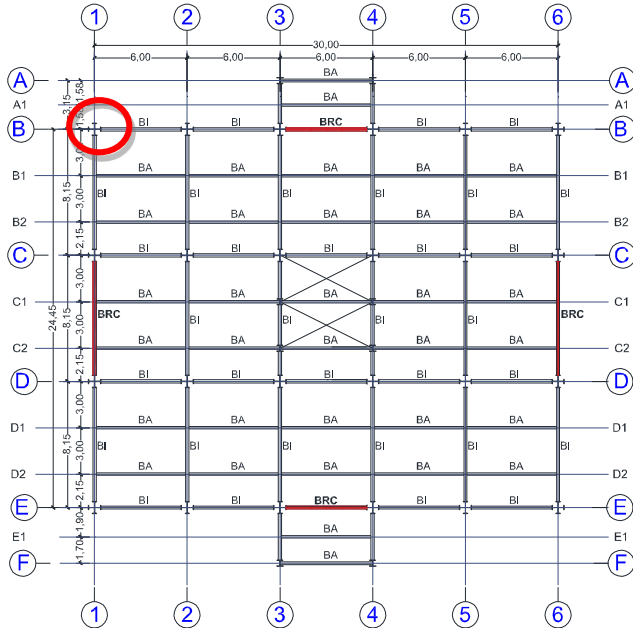 1 2 3 4 5 6
30,00
6,00 6,00 6,00 6,00 6,00
A BA A
3,15 1,58
A1 BA A1
B BI BI BRC BI BI B
B1 BA BA BA BA BA B1
8,15 3,00 BI BI BI BI BI BI
B2 BA BA BA BA BA B2
2,15
C BI BI BI BI BI C
3,00
C1 BA BA BA BA BA C1
24,45 8,15 3,00 BRC BI BI BI BI BRC
C2 BA BA BA BA BA C2
2,15
D BI BI BI BI BI D
3,00
D1 BA BA BA BA BA D1
8,15 3,00 BI BI BI BI BI BI
D2 BA BA BA BA BA D2
2,15
E BI BI BRC BI BI E
1,90
E1 BA E1
1,70
F BA F
1 2 3 4 5 6